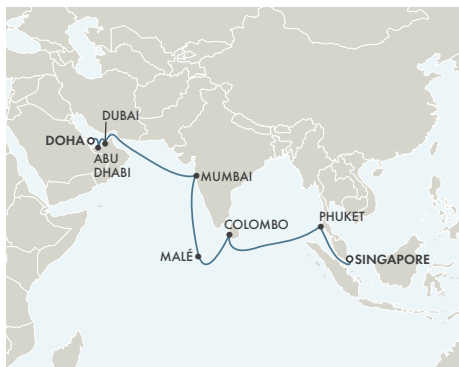 DUBAI
DOHA
ABU
DHABI
MUMBAI
COLOMBO
PHUKET
MALÉ
SINGAPORE